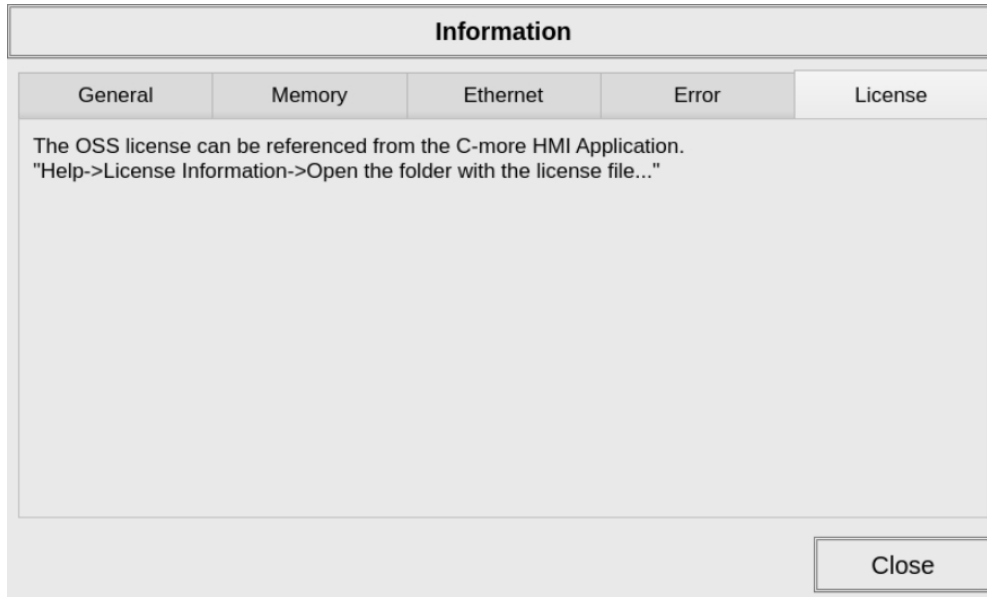 Information
General Memory Ethernet Error License
The OSS license can be referenced from the C-more HMI Application.
"Help->License Information->Open the folder with the license file..."
Close